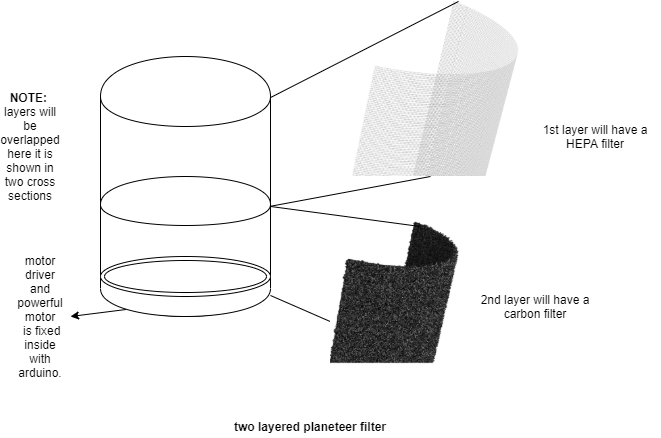 NOTE:
layers will
be
overlapped
here it is
shown in
two cross
sections
1st layer will have a
HEPA filter
motor
driver
and
powerful
motor
is fixed
inside
with
arduino.
2nd layer will have a
carbon filter
two layered planeteer filter